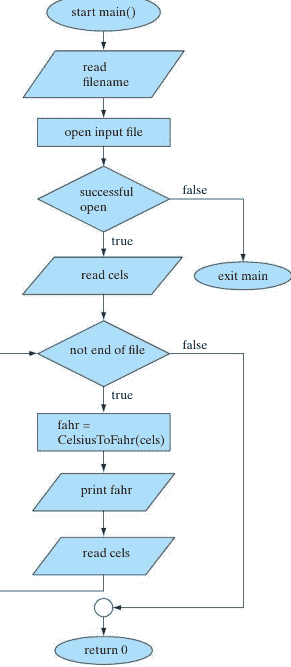 start main()
read
filename
open input file
successful
open
false
true
read cels
exit main
not end of file
false
true
fahr =
CelsiusToFahr(cels)
print fahr
read cels
return 0